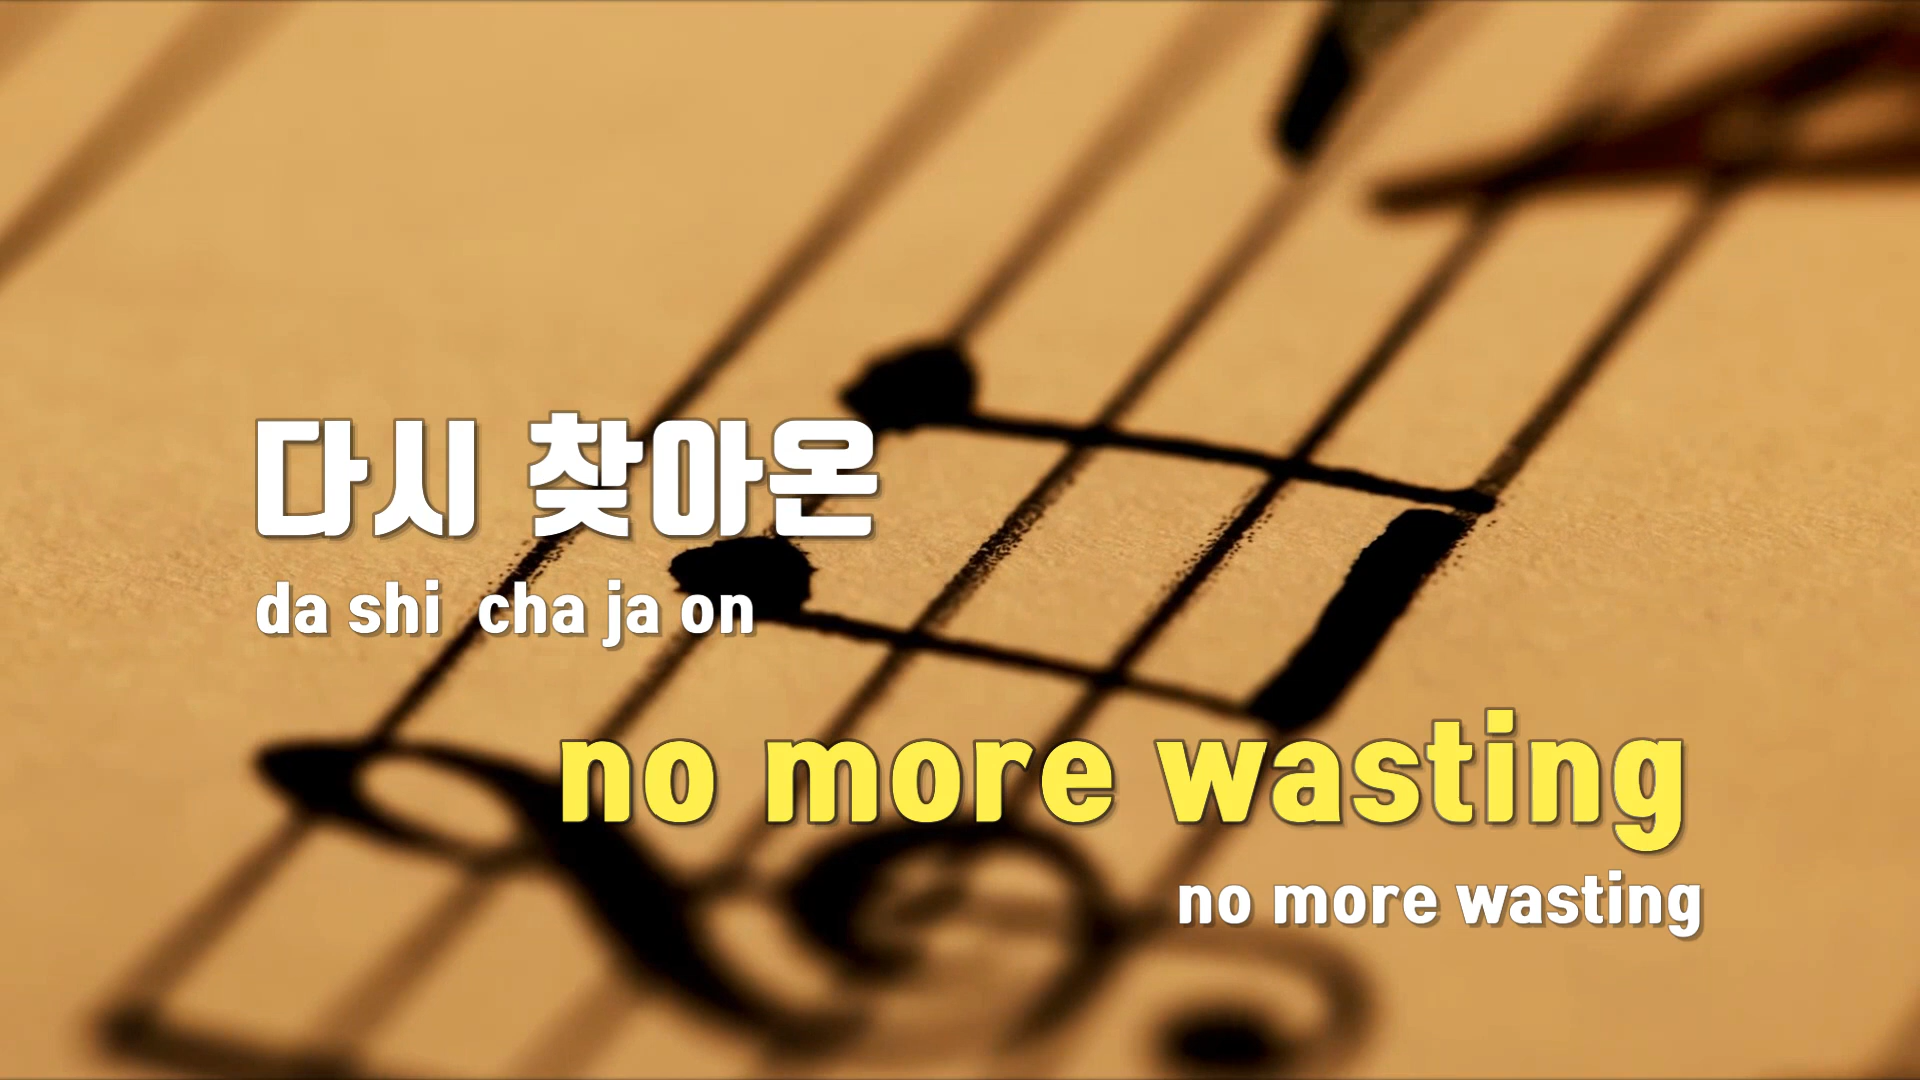 다시 찾아온
da shi  cha ja on
no more wasting
no more wasting